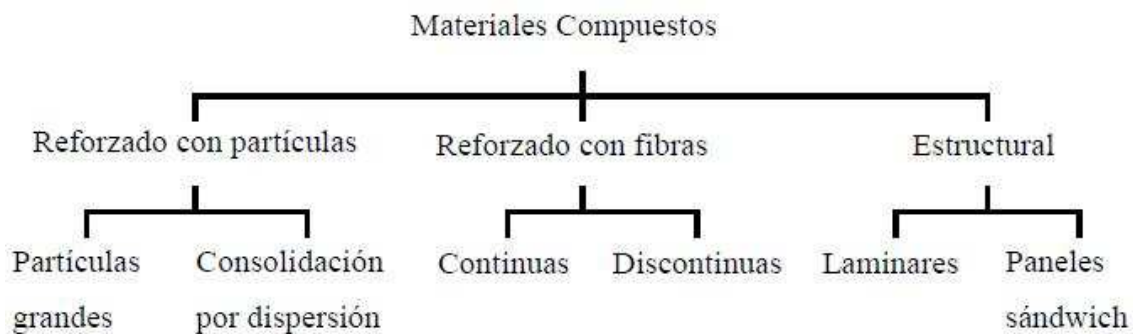 Materiales Compuestos
Reforzado con partículas
Reforzado con fibras
Estructural
Partículas
grandes
Consolidación
por dispersión
Continuas
Discontinuas
Laminares
Paneles
sándwich